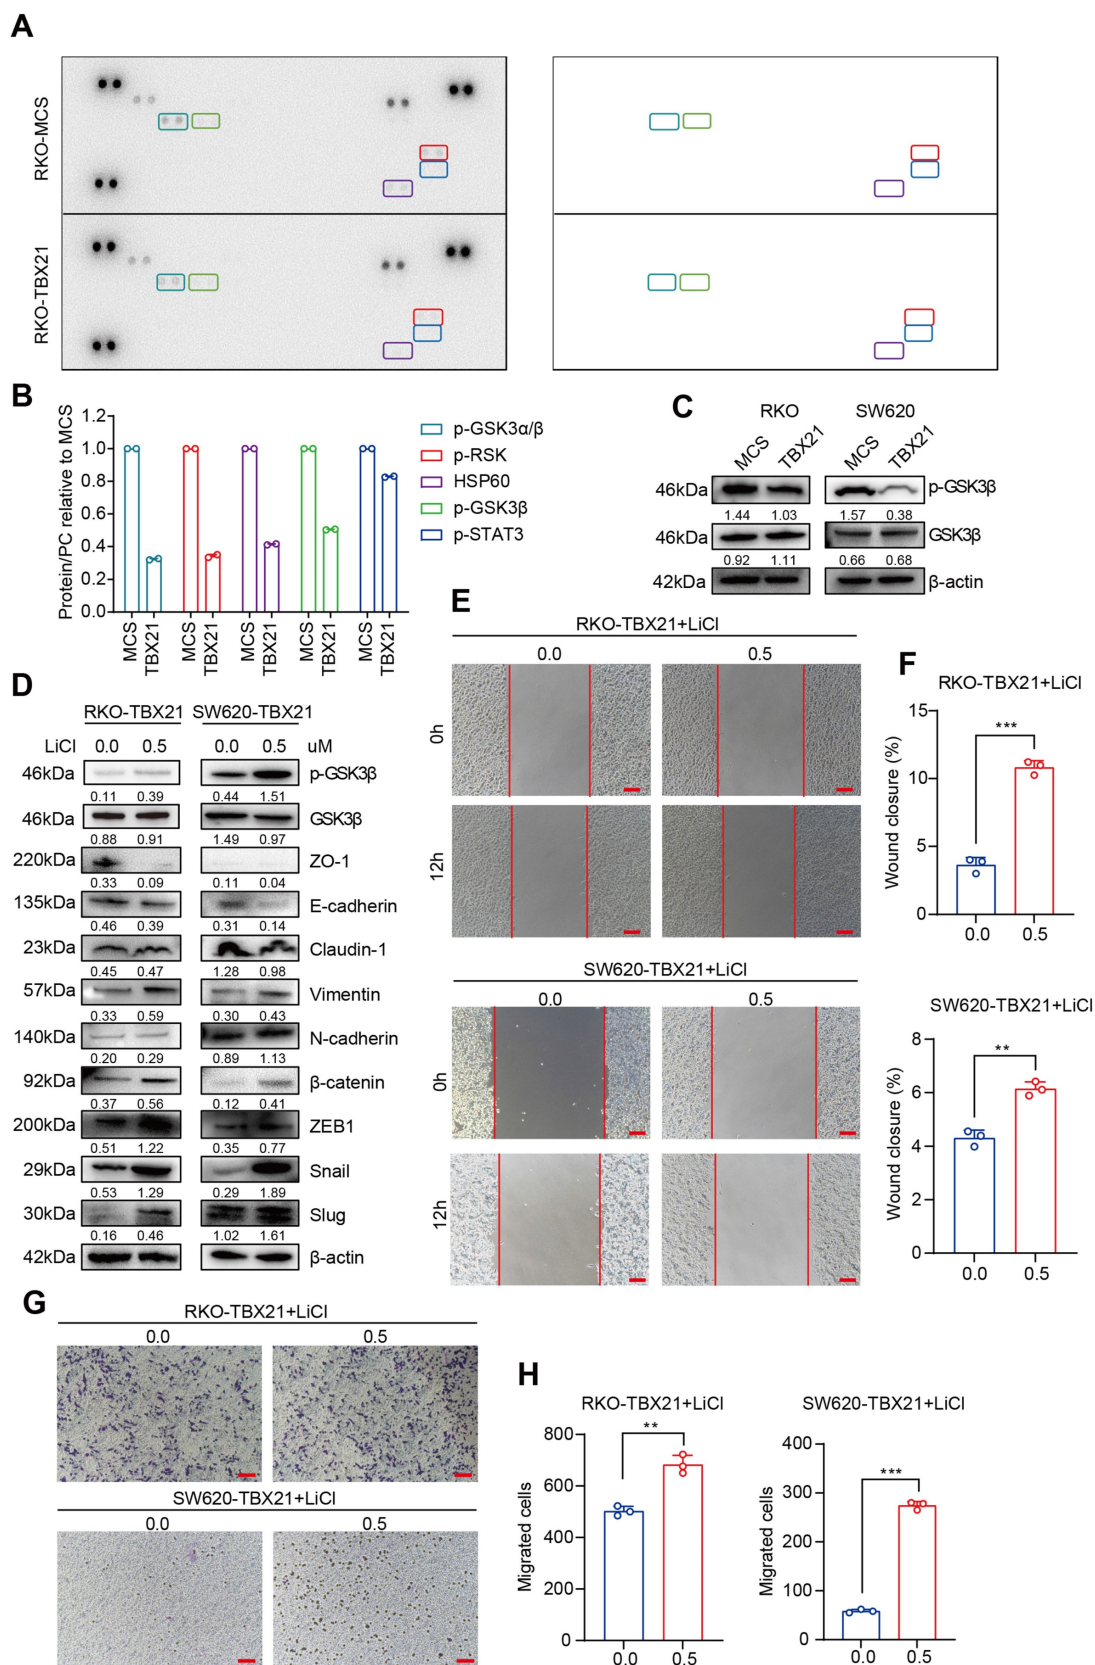 A
RKO-MCS
RKO-TBX21
B
Protein/PC relative to MCS
1.2
1.0
0.8
0.6
0.4
0.2
0.0
MCS TBX21 MCS TBX21 MCS TBX21 MCS TBX21 MCS TBX21
p-GSK3α/β
p-RSK
HSP60
p-GSK3β
p-STAT3
C
RKO SW620
MCS TBX21 MCS TBX21
46kDa p-GSK3β
1.44 1.03 1.57 0.38
46kDa GSK3β
0.92 1.11 0.66 0.68
42kDa β-actin
D
RKO-TBX21 SW620-TBX21
LiCl 0.0 0.5 0.0 0.5 uM
46kDa p-GSK3β
0.11 0.39 0.44 1.51
46kDa GSK3β
0.88 0.91 1.49 0.97
220kDa ZO-1
0.33 0.09 0.11 0.04
135kDa E-cadherin
0.46 0.39 0.31 0.14
23kDa Claudin-1
0.45 0.47 1.28 0.98
57kDa Vimentin
0.33 0.59 0.30 0.43
140kDa N-cadherin
0.20 0.29 0.89 1.13
92kDa β-catenin
0.37 0.56 0.12 0.41
200kDa ZEB1
0.51 1.22 0.35 0.77
29kDa Snail
0.53 1.29 0.29 1.89
30kDa Slug
0.16 0.46 1.02 1.61
42kDa β-actin
E
RKO-TBX21+LiCl
0.0 0.5
0h
12h
SW620-TBX21+LiCl
0.0 0.5
0h
12h
F
RKO-TBX21+LiCl
Wound closure (%)
15
10
5
0
***
0.0 0.5
SW620-TBX21+LiCl
Wound closure (%)
8
6
4
2
0
**
0.0 0.5
G
RKO-TBX21+LiCl
0.0 0.5
SW620-TBX21+LiCl
0.0 0.5
H
RKO-TBX21+LiCl
Migrated cells
800
600
400
200
0
**
0.0 0.5
SW620-TBX21+LiCl
Migrated cells
400
300
200
100
0
***
0.0 0.5